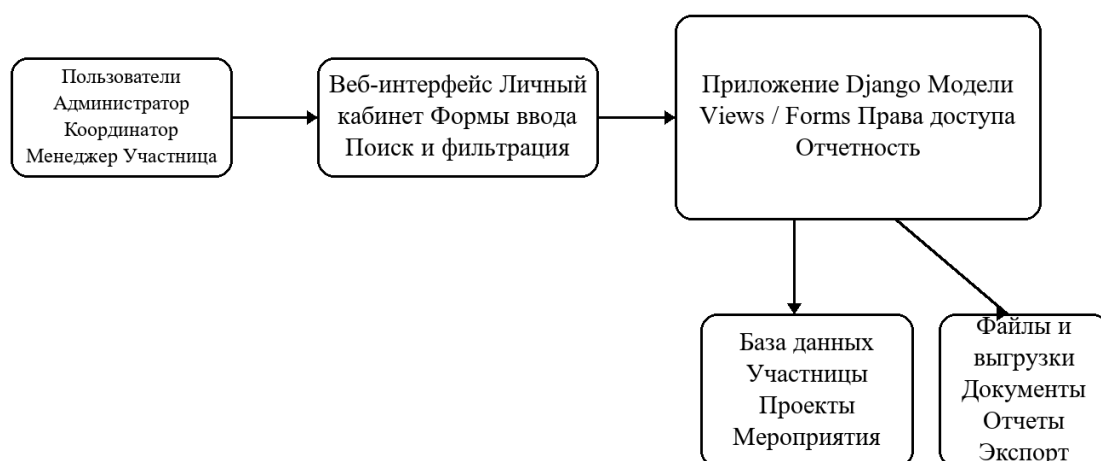 Пользователи
Администратор
Координатор
Менеджер Участница
Веб-интерфейс Личный
кабинет Формы ввода
Поиск и фильтрация
Приложение Django Модели
Views / Forms Права доступа
Отчетность
База данных
Участницы
Проекты
Мероприятия
Файлы и
выгрузки
Документы
Отчеты
Экспорт